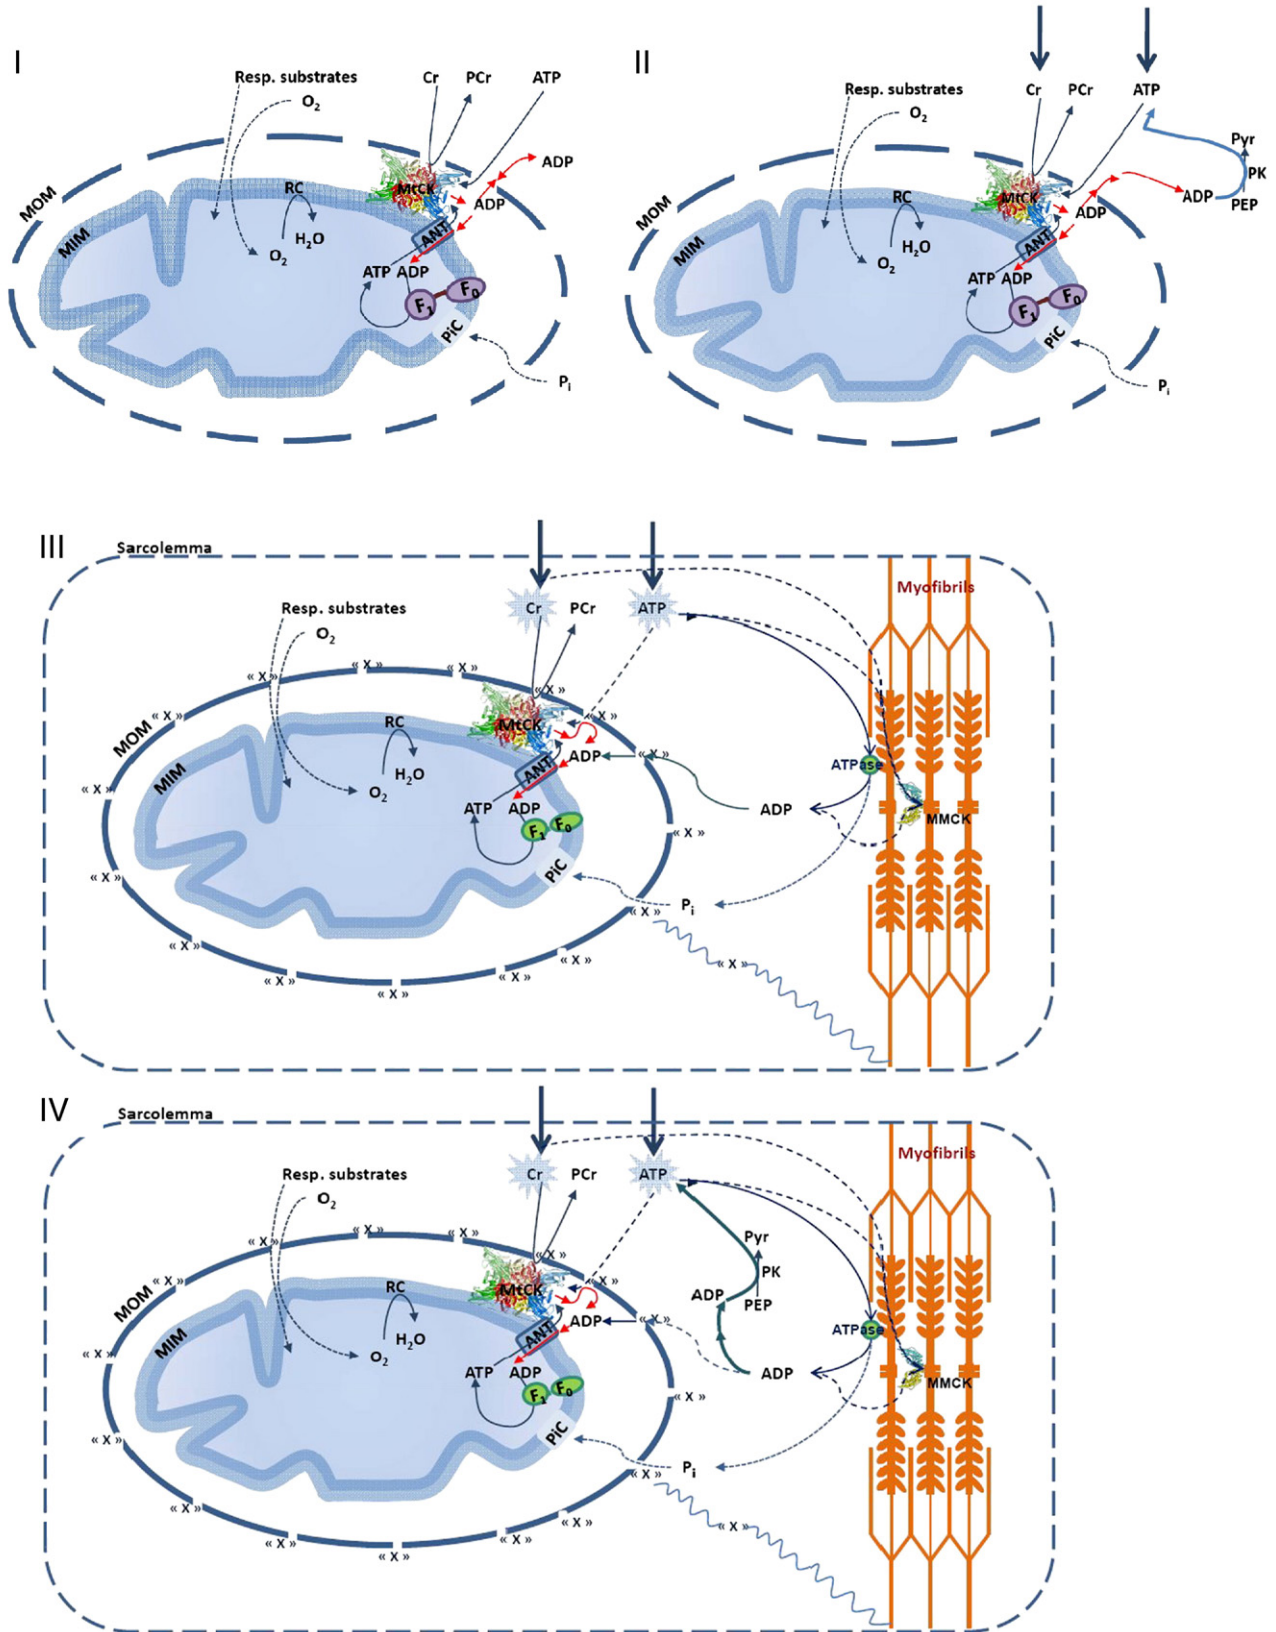 I
Resp. substrates
O2
Cr
PCr
ATP
ADP
MtCK
ADP
RC
H2O
O2
MOM
MIM
ANT
ATP
ADP
F1
F0
PiC
Pi
II
Resp. substrates
O2
Cr
PCr
ATP
Pyr
PK
PEP
ADP
MtCK
ADP
RC
H2O
O2
MOM
MIM
ANT
ATP
ADP
F1
F0
PiC
Pi
III
Sarcolemma
Myofibrils
Resp. substrates
O2
Cr
PCr
ATP
« X »
« X »
« X »
« X »
« X »
« X »
MOM
MIM
RC
H2O
O2
MtCK
ADP
« X »
ANT
ATP
ADP
F1
F0
PiC
ADP
ATPase
MMCK
« X »
« X »
« X »
Pi
« X »
« X »
« X »
« X »
« X »
« X »
« X »
IV
Sarcolemma
Myofibrils
Resp. substrates
O2
Cr
PCr
ATP
Pyr
PK
PEP
ADP
« X »
« X »
« X »
« X »
« X »
« X »
MOM
MIM
RC
H2O
O2
MtCK
ADP
« X »
ANT
ATP
ADP
F1
F0
PiC
ADP
ATPase
MMCK
« X »
« X »
« X »
Pi
« X »
« X »
« X »
« X »
« X »
« X »
« X »